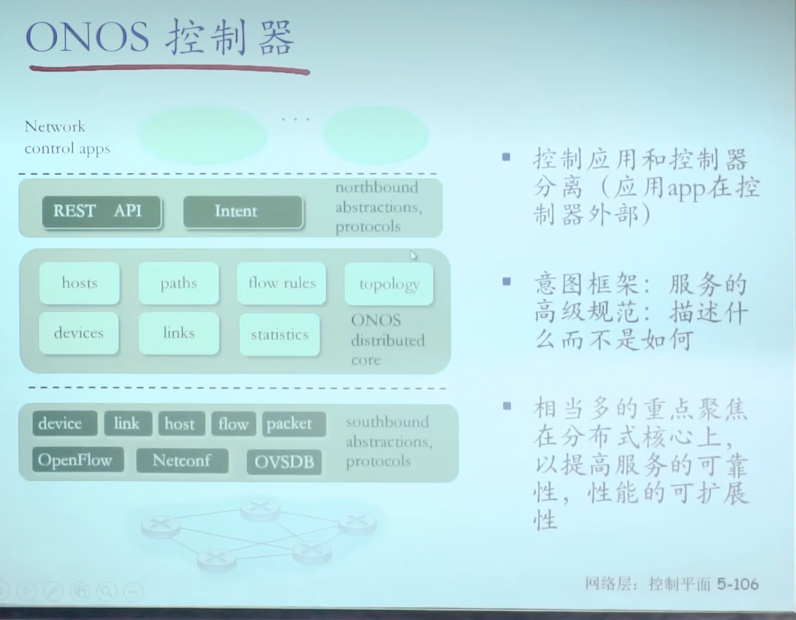 ONOS 控制器
Network
control apps
...
REST API
Intent
northbound
abstractions,
protocols
hosts
paths
flow rules
topology
devices
links
statistics
ONOS
distributed
core
device
link
host
flow
packet
OpenFlow
Netconf
OVSDB
southbound
abstractions,
protocols
控制应用和控制器
分离（应用app在控
制器外部）
意图框架：服务的
高级规范：描述什
么而不是如何
相当多的重点聚焦
在分布式核心上，
以提高服务的可靠
性，性能的可扩展
性
网络层：控制平面 5-106